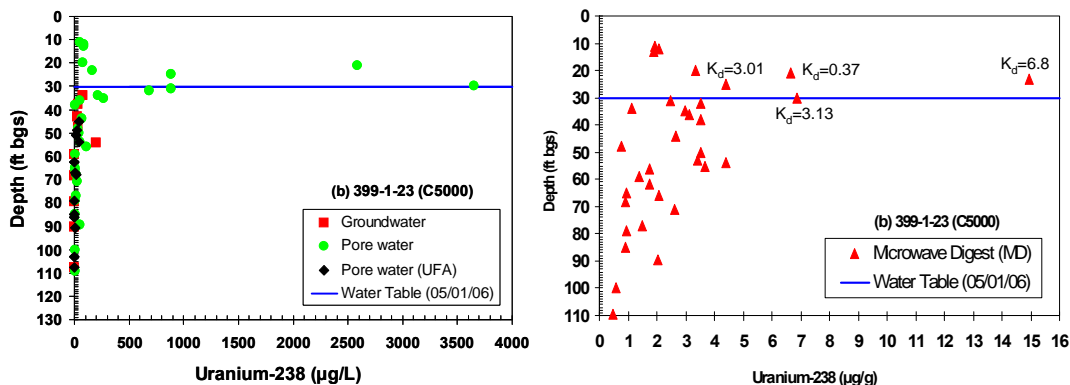 0
10
20
30
40
50
60
70
80
90
100
110
120
130
Depth (ft bgs)
0 500 1000 1500 2000 2500 3000 3500 4000
Uranium-238 (µg/L)
(b) 399-1-23 (C5000)
Groundwater
Pore water
Pore water (UFA)
Water Table (05/01/06)
0
10
20
30
40
50
60
70
80
90
100
110
Depth (ft bgs)
Kd=3.01
Kd=0.37
Kd=6.8
Kd=3.13
(b) 399-1-23 (C5000)
Mcrowave Digest (MD)
Water Table (05/01/06)
0 1 2 3 4 5 6 7 8 9 10 11 12 13 14 15 16
Uranium-238 (µg/g)